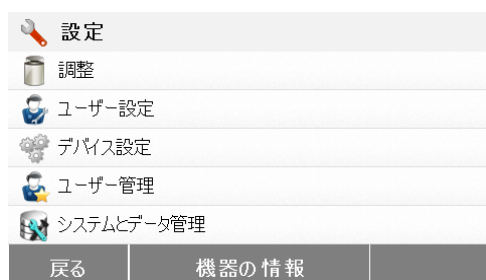 設定
調整
ユーザー設定
デバイス設定
ユーザー管理
システムとデータ管理
戻る 機器の情報